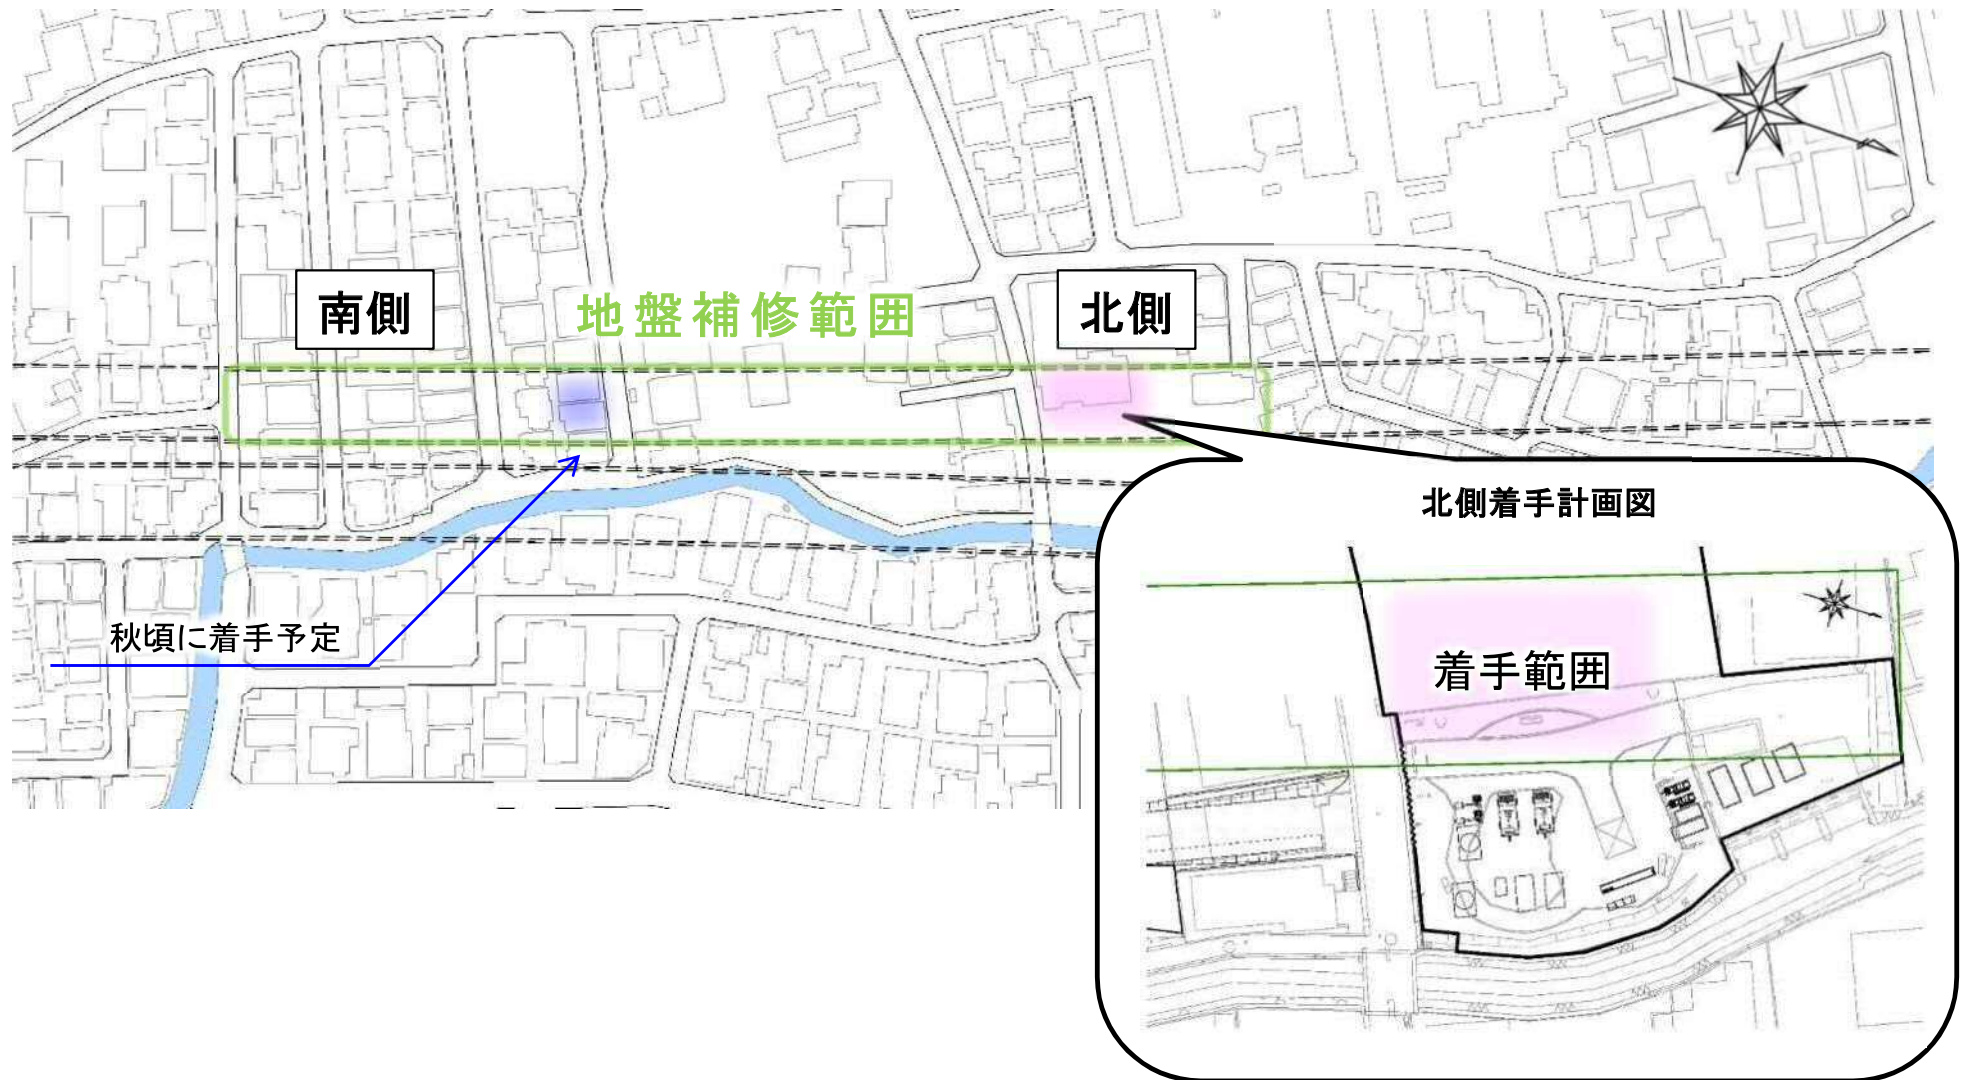 南側
地盤補修範囲
北側
秋頃に着手予定
北側着手計画図
着手範囲